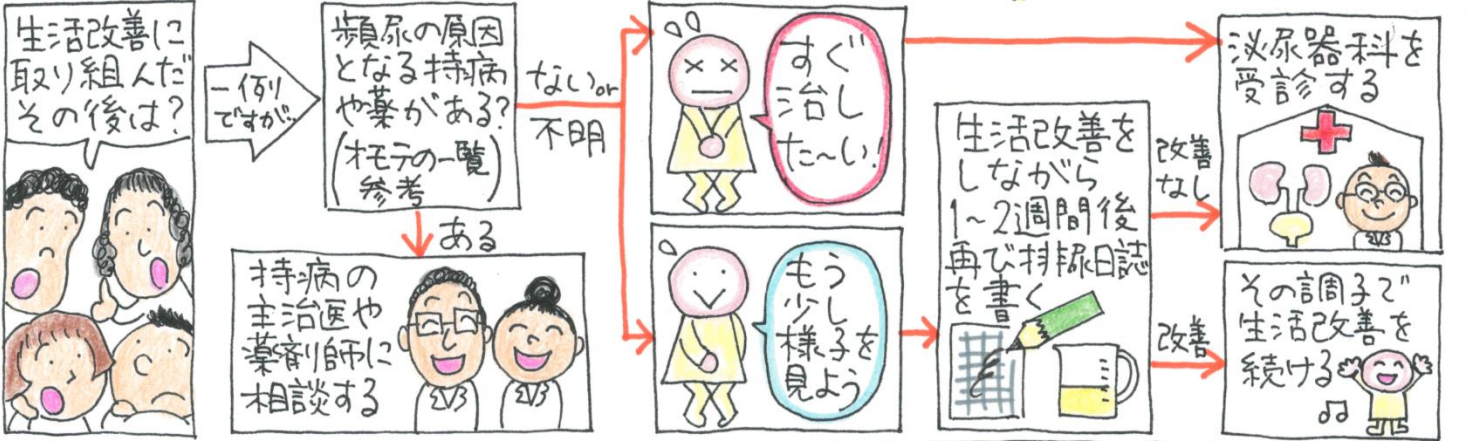 生活改善に
取り組んだ
その後は?
一例
ですが、
頻尿の原因
となる持病
や薬がある?
(オモテの一覧
参考)
ないor
不明
ある
持病の
主治医や
薬剤師に
相談する
すぐ
治し
た〜い!
もう
少し
様子を
見よう
生活改善を
しながら
1〜2週間後
再び排尿日誌
を書く
改善
なし
改善
泌尿器科を
受診する
その調子で
生活改善を
続ける